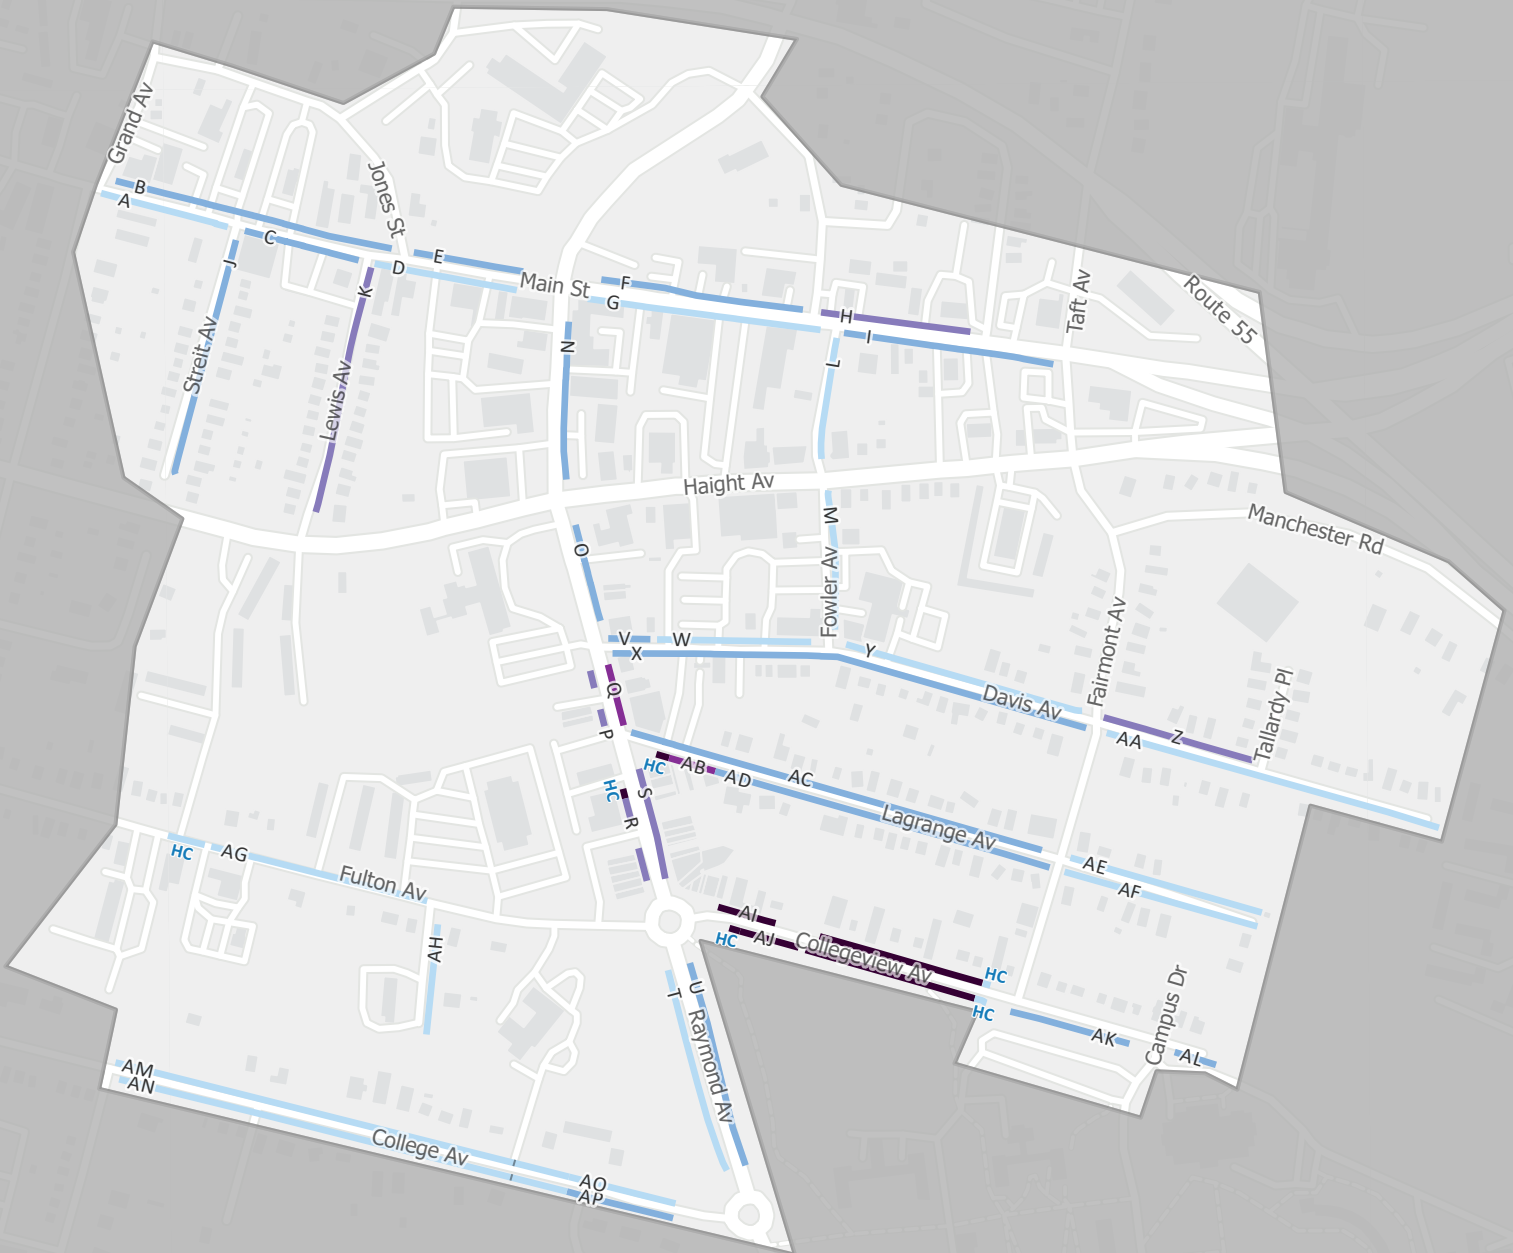 Grand Av
B
A
Jones St
C
J
E
D
K
Main St
F
G
H
I
Taft Av
Route 55
Streit Av
Lewis Av
N
L
Haight Av
M
Manchester Rd
O
Fowler Av
V
W
X
Y
Fairmont Av
Davis Av
Tallardy Pl
Q
P
AA
Z
HC
AB
AD
AC
HC
S
R
Lagrange Av
AE
AF
HC
AG
Fulton Av
AH
AI
HC
AJ
Collegeview Av
HC
HC
T
U
Raymond Av
AK
Campus Dr
AL
AM
AN
College Av
AO
AP